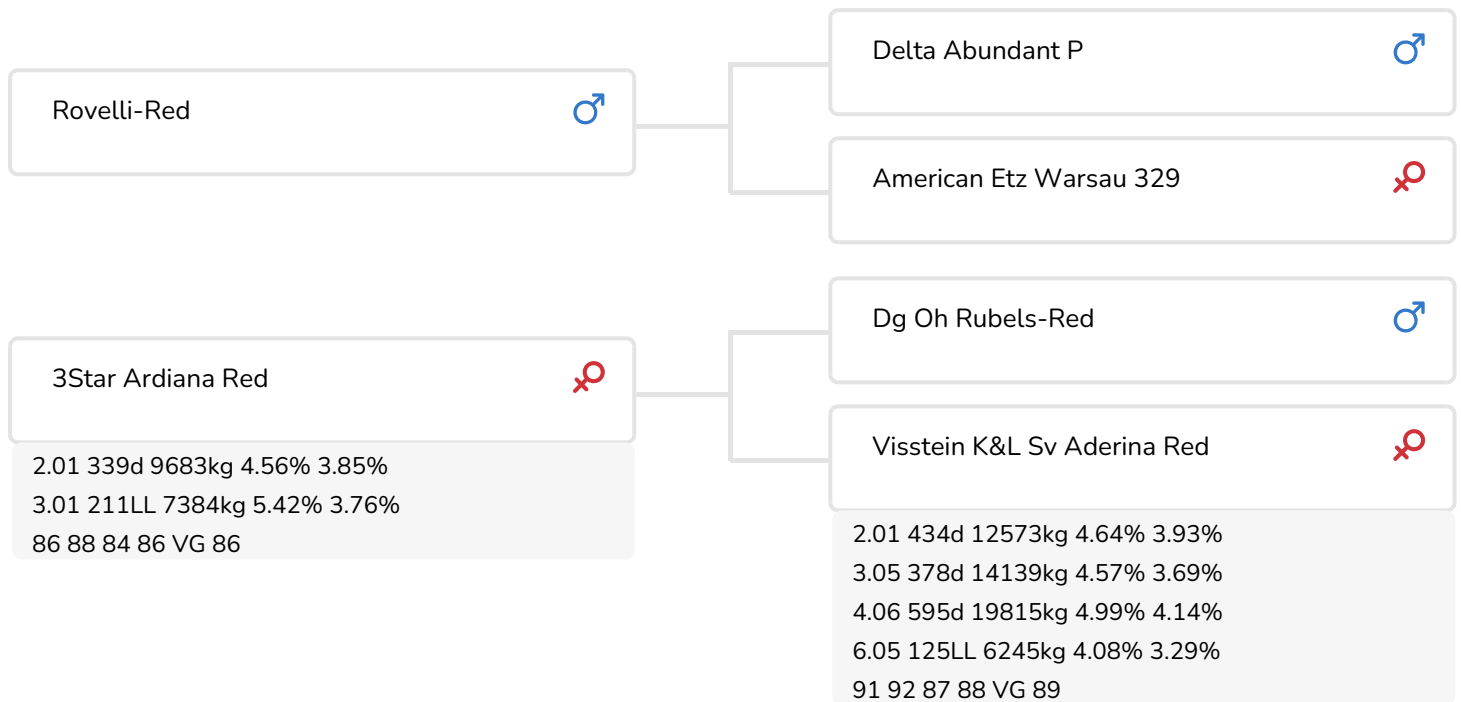 Rovelli-Red
Delta Abundant P
American Etz Warsau 329
3Star Ardiana Red
2.01 339d 9683kg 4.56% 3.85%
3.01 211LL 7384kg 5.42% 3.76%
86 88 84 86 VG 86
Dg Oh Rubels-Red
Visstein K&L Sv Aderina Red
2.01 434d 12573kg 4.64% 3.93%
3.05 378d 14139kg 4.57% 3.69%
4.06 595d 19815kg 4.99% 4.14%
6.05 125LL 6245kg 4.08% 3.29%
91 92 87 88 VG 89